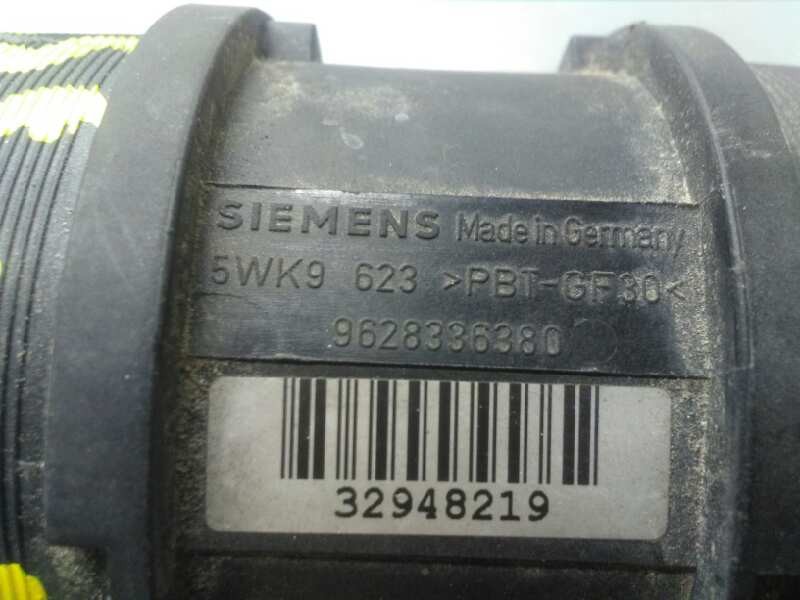 SIEMENS Made in Germany
5WK9 623 >PBT-GF30<
9628336380
32948219